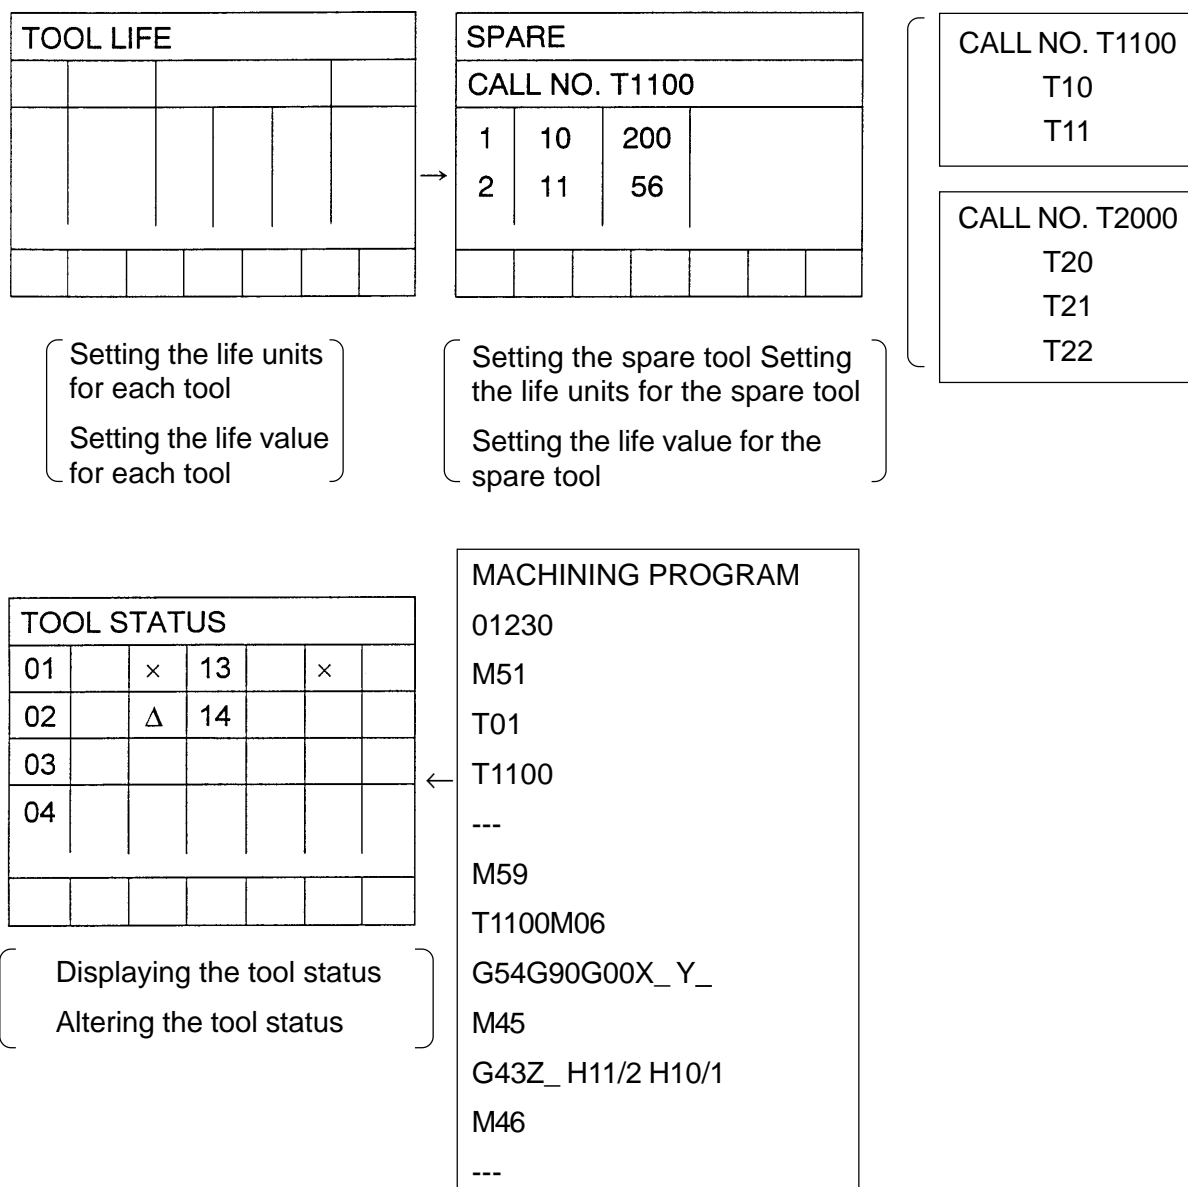 TOOL LIFE
→
SPARE
CALL NO. T1100
1 10 200
2 11 56
CALL NO. T1100
T10
T11
CALL NO. T2000
T20
T21
T22
Setting the life units
for each tool
Setting the life value
for each tool
Setting the spare tool Setting
the life units for the spare tool
Setting the life value for the
spare tool
TOOL STATUS
01 × 13 ×
02 Δ 14
03
04
←
Displaying the tool status
Altering the tool status
MACHINING PROGRAM
01230
M51
T01
T1100
---
M59
T1100M06
G54G90G00X_ Y_
M45
G43Z_ H11/2 H10/1
M46
---